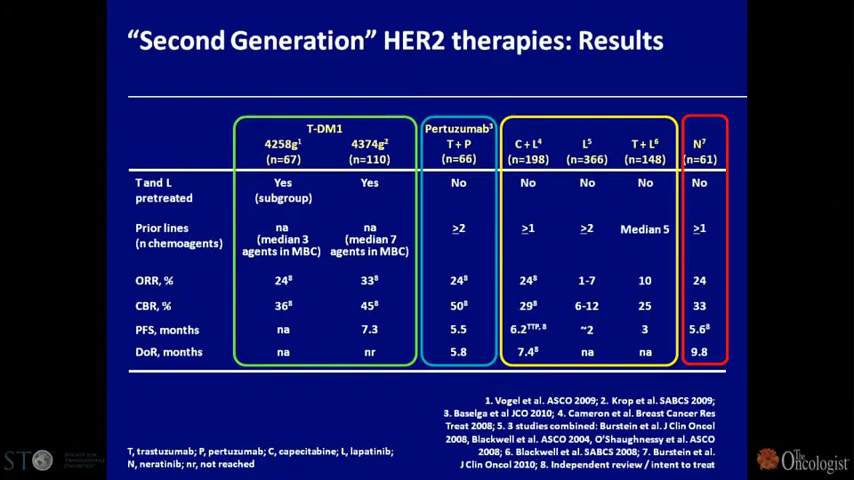 “Second Generation” HER2 therapies: Results
T-DM1 Pertuzumab³
4258g¹ 4374g² T + P C + L⁴ L⁵ T + L⁶ N⁷
(n=67) (n=110) (n=66) (n=198) (n=366) (n=148) (n=61)
T and L Yes Yes No No No No No
pretreated (subgroup)
Prior lines na na >2 >1 >2 Median 5 >1
(n chemoagents) (median 3 (median 7
agents in MBC) agents in MBC)
ORR, % 24⁸ 33⁸ 24⁸ 24⁸ 1-7 10 24
CBR, % 36⁸ 45⁸ 50⁸ 29⁸ 6-12 25 33
PFS, months na 7.3 5.5 6.2TTP, 8 ~2 3 5.6⁸
DoR, months na nr 5.8 7.4⁸ na na 9.8
1. Vogel et al. ASCO 2009; 2. Krop et al. SABCS 2009;
3. Baselga et al JCO 2010; 4. Cameron et al. Breast Cancer Res
Treat 2008; 5. 3 studies combined: Burstein et al. J Clin Oncol
2008, Blackwell et al. ASCO 2004, O’Shaughnessy et al. ASCO
2008; 6. Blackwell et al. SABCS 2008; 7. Burstein et al.
J Clin Oncol 2010; 8. Independent review / intent to treat
T, trastuzumab; P, pertuzumab; C, capecitabine; L, lapatinib;
N, neratinib; nr, not reached
STO
The
Oncologist